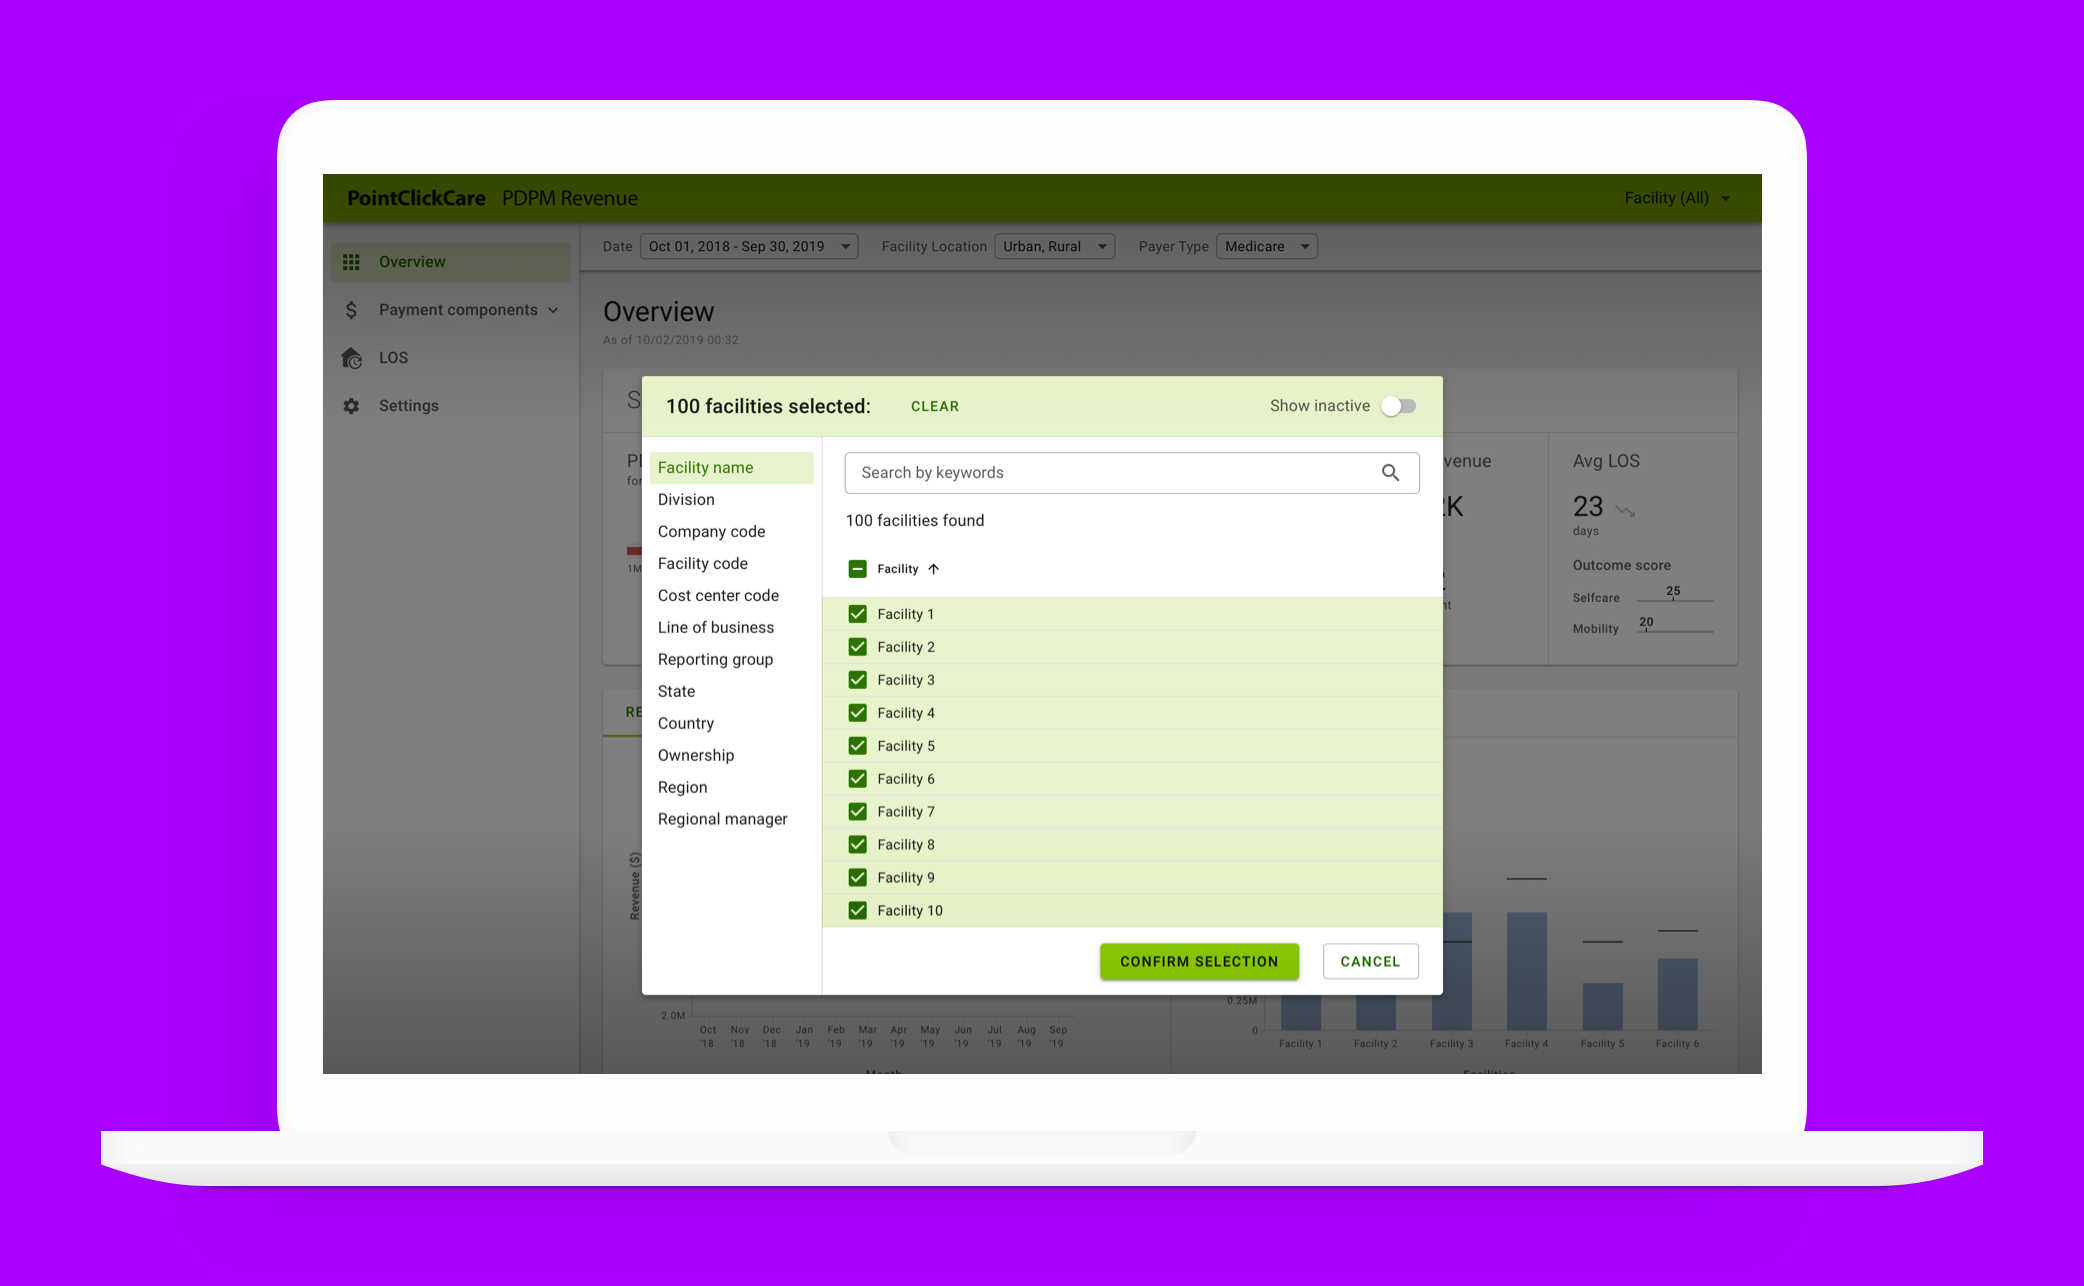 PointClickCare PDPM Revenue
Facility (All)
Date Oct 01, 2018 - Sep 30, 2019 Facility Location Urban, Rural Payer Type Medicare
Overview
Payment components
LOS
Settings
Overview
As of 10/02/2019 00:32
100 facilities selected: CLEAR Show inactive
Facility name
Division
Company code
Facility code
Cost center code
Line of business
Reporting group
State
Country
Ownership
Region
Regional manager
Search by keywords
100 facilities found
Facility
Facility 1
Facility 2
Facility 3
Facility 4
Facility 5
Facility 6
Facility 7
Facility 8
Facility 9
Facility 10
CONFIRM SELECTION CANCEL
Avg LOS
23
days
Outcome score
Selfcare 25
Mobility 20
1M
Revenue ($)
2.0M
Oct Nov Dec Jan Feb Mar Apr May Jun Jul Aug Sep
'18 '18 '18 '19 '19 '19 '19 '19 '19 '19 '19 '19
0.25M
0
Facility 1 Facility 2 Facility 3 Facility 4 Facility 5 Facility 6